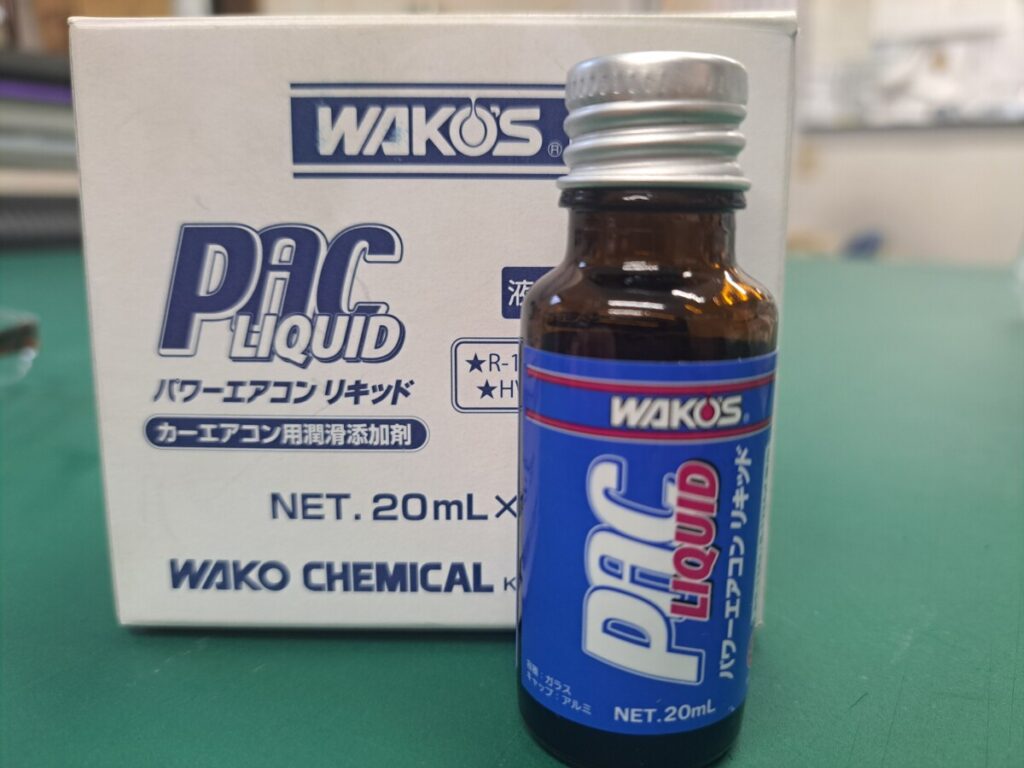 WAKO'S®
PAC
LIQUID
パワーエアコン リキッド
カーエアコン用潤滑添加剤
液
★R-1
★H
NET. 20mL×
WAKO CHEMICAL K
WAKO'S®
PAC
LIQUID
パワーエアコン リキッド
容器:ガラス
キャップ:アルミ
NET. 20mL